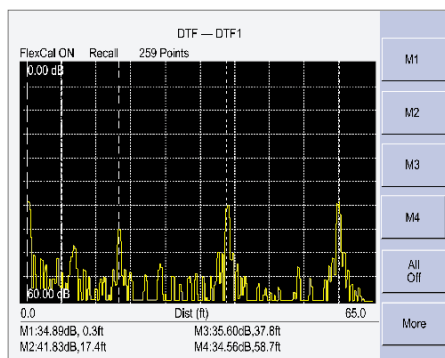 DTF — DTF1
FlexCal ON Recall 259 Points
0.00 dB
60.00 dB
0.0 Dist (ft) 65.0
M1:34.89dB, 0.3ft M3:35.60dB,37.8ft
M2:41.83dB,17.4ft M4:34.56dB,58.7ft
M1
M2
M3
M4
All
Off
More